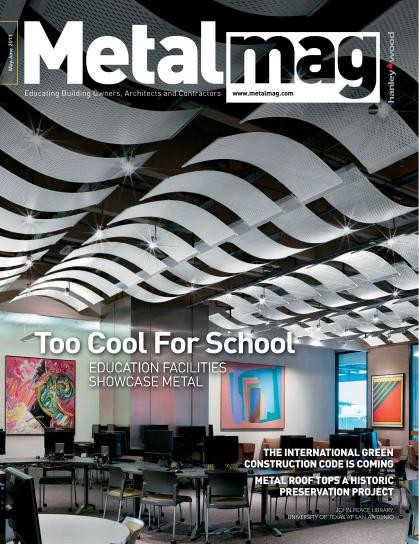 May/June 2013
Metalmag
hanley▲wood
Educating Building Owners, Architects and Contractors
www.metalmag.com
Too Cool For School
EDUCATION FACILITIES
SHOWCASE METAL
THE INTERNATIONAL GREEN
CONSTRUCTION CODE IS COMING
METAL ROOF TOPS A HISTORIC
PRESERVATION PROJECT
JOHN PEACE LIBRARY,
UNIVERSITY OF TEXAS AT SAN ANTONIO